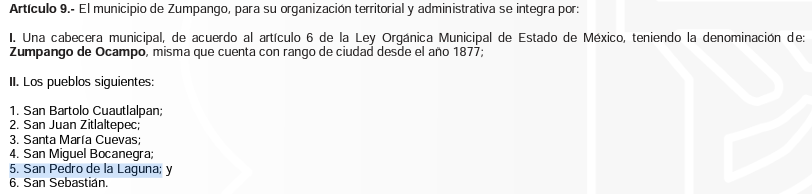 Artículo 9.- El municipio de Zumpango, para su organización territorial y administrativa se integra por:
I. Una cabecera municipal, de acuerdo al artículo 6 de la Ley Orgánica Municipal de Estado de México, teniendo la denominación de:
Zumpango de Ocampo, misma que cuenta con rango de ciudad desde el año 1877;
II. Los pueblos siguientes:
1. San Bartolo Cuautlalpan;
2. San Juan Zitlaltepec;
3. Santa María Cuevas;
4. San Miguel Bocanegra;
5. San Pedro de la Laguna; y
6. San Sebastián.